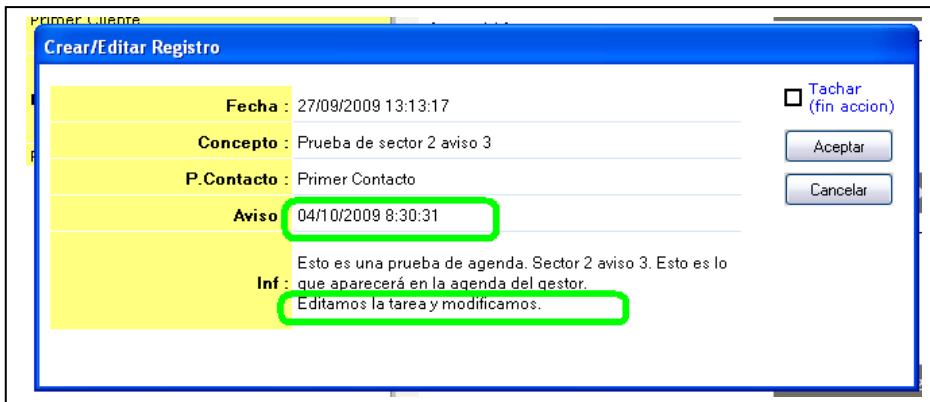 Primer Cliente
Crear/Editar Registro
Fecha : 27/09/2009 13:13:17
Tachar
(fin accion)
Concepto : Prueba de sector 2 aviso 3
Aceptar
P.Contacto : Primer Contacto
Cancelar
Aviso 04/10/2009 8:30:31
Esto es una prueba de agenda. Sector 2 aviso 3. Esto es lo
Inf : que aparecerá en la agenda del gestor.
Editamos la tarea y modificamos.